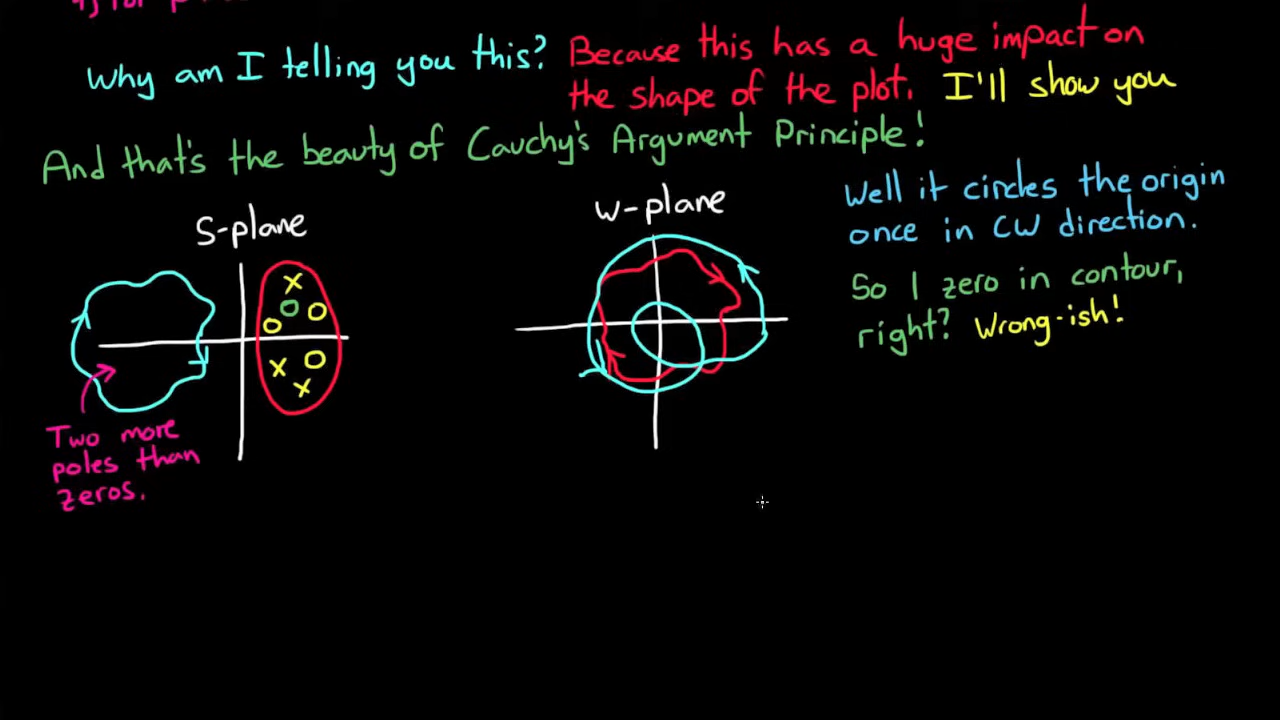 Why am I telling you this? Because this has a huge impact on
the shape of the plot. I'll show you
And that's the beauty of Cauchy's Argument Principle!
S-plane
w-plane
Well it circles the origin
once in CW direction.
So 1 zero in contour,
right? Wrong-ish!
Two more
poles than
zeros.